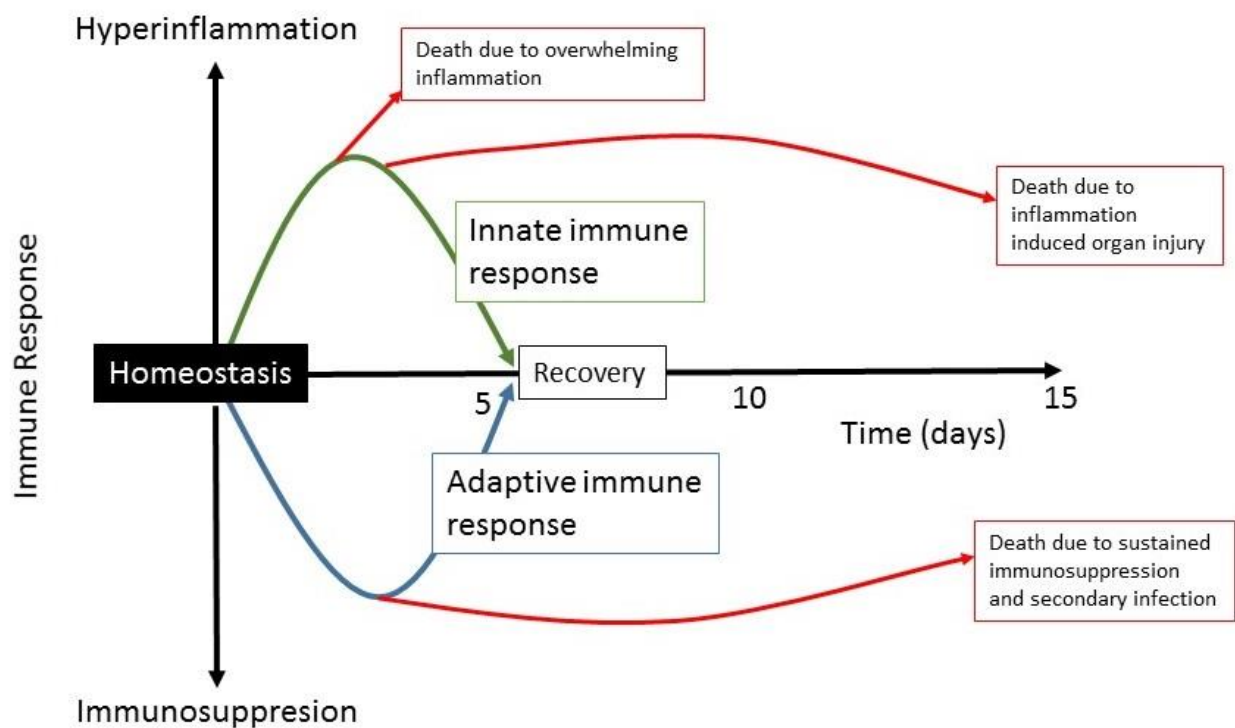 Hyperinflammation
Death due to overwhelming
inflammation
Death due to
inflammation
induced organ injury
Innate immune
response
Immune Response
Homeostasis
Recovery
5
10
15
Time (days)
Adaptive immune
response
Death due to sustained
immunosuppression
and secondary infection
Immunosuppresion